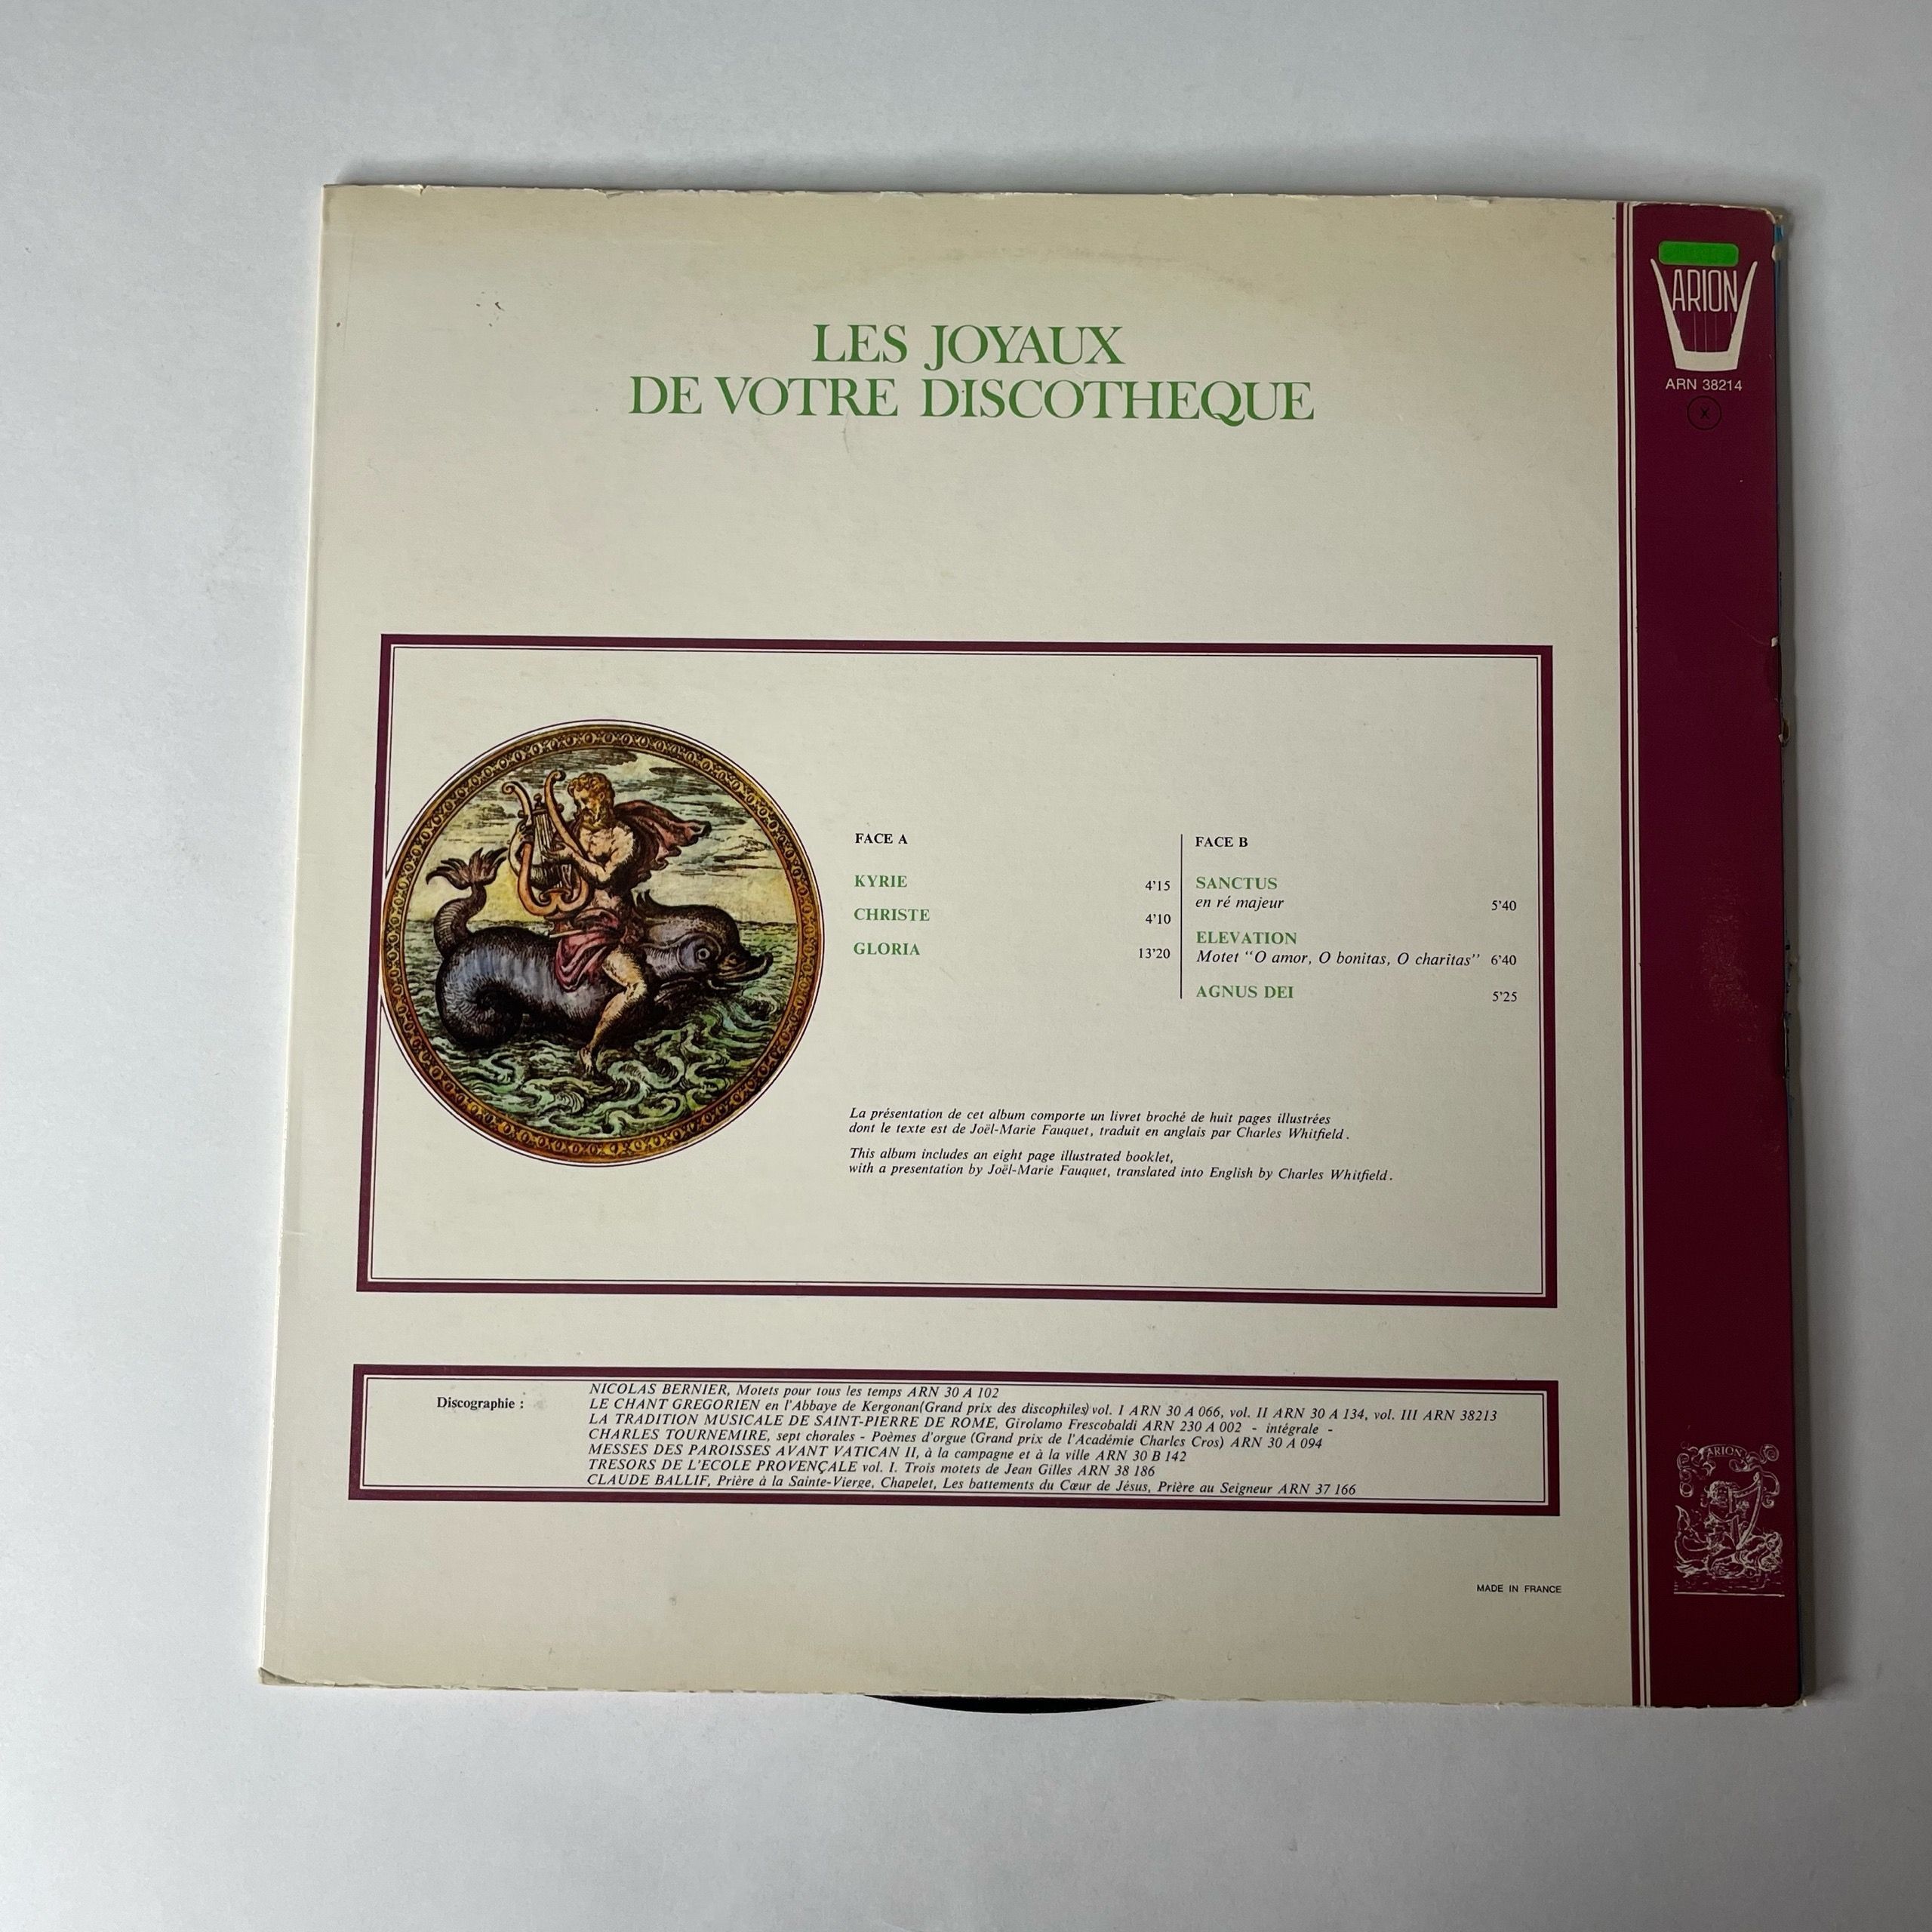 LES JOYAUX
DE VOTRE DISCOTHEQUE
ARION
ARN 38214
X
FACE A
KYRIE 4'15
CHRISTE 4'10
GLORIA 13'20
FACE B
SANCTUS
en ré majeur 5'40
ELEVATION
Motet "O amor, O bonitas, O charitas" 6'40
AGNUS DEI 5'25
La présentation de cet album comporte un livret broché de huit pages illustrées
dont le texte est de Joël-Marie Fauquet, traduit en anglais par Charles Whitfield.
This album includes an eight page illustrated booklet,
with a presentation by Joël-Marie Fauquet, translated into English by Charles Whitfield.
Discographie :
NICOLAS BERNIER, Motets pour tous les temps ARN 30 A 102
LE CHANT GREGORIEN en l'Abbaye de Kergonan (Grand prix des discophiles) vol. I ARN 30 A 066, vol. II ARN 30 A 134, vol. III ARN 38213
LA TRADITION MUSICALE DE SAINT-PIERRE DE ROME, Girolamo Frescobaldi ARN 230 A 002 - intégrale -
CHARLES TOURNEMIRE, sept chorales - Poèmes d'orgue (Grand prix de l'Académie Charles Cros) ARN 30 A 094
MESSES DES PAROISSES AVANT VATICAN II, à la campagne et à la ville ARN 30 B 142
TRESORS DE L'ECOLE PROVENÇALE vol. I. Trois motets de Jean Gilles ARN 38 186
CLAUDE BALLIF, Prière à la Sainte-Vierge, Chapelet, Les battements du Cœur de Jésus, Prière au Seigneur ARN 37 166
ARION
MADE IN FRANCE